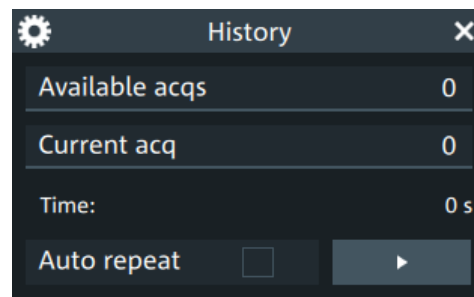 History
Available acqs 0
Current acq 0
Time: 0 s
Auto repeat